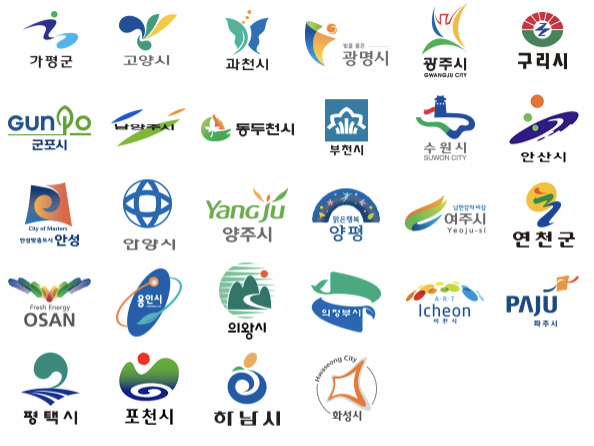 가평군
고양시
과천시
빛을 품은
광명시
광주시
GWANGJU CITY
구리시
GUNPO
군포시
남양주시
동두천시
부천시
수원시
SUWON CITY
안산시
City of Masters
안성맞춤도시 안성
안양시
Yangju
양주시
맑은행복
양평
남한강의 비상
여주시
Yeoju-si
연천군
Fresh Energy
OSAN
용인시
의왕시
의정부시
A·R·T
Icheon
이천시
PAJU
파주시
평택시
포천시
하남시
Hwaseong City
화성시